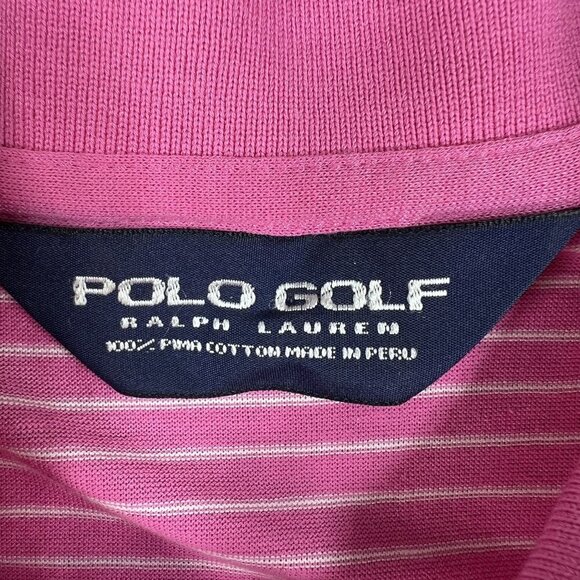 POLO GOLF
RALPH LAUREN
100% PIMA COTTON MADE IN PERU